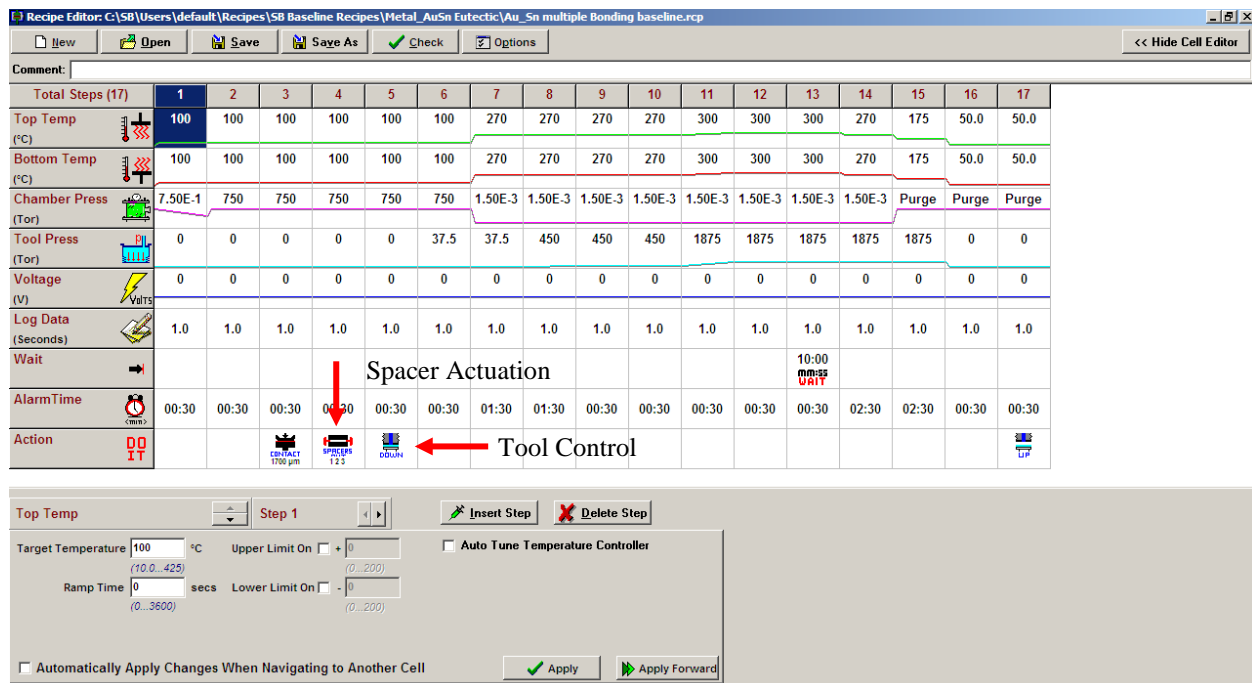 Recipe Editor: C:\SB\Users\default\Recipes\SB Baseline Recipes\Metal_AuSn Eutectic\Au_Sn multiple Bonding baseline.rcp
New Open Save Save As Check Options << Hide Cell Editor
Comment:
Total Steps (17) 1 2 3 4 5 6 7 8 9 10 11 12 13 14 15 16 17
Top Temp 100 100 100 100 100 100 270 270 270 270 300 300 300 270 175 50.0 50.0
(°C)
Bottom Temp 100 100 100 100 100 100 270 270 270 270 300 300 300 270 175 50.0 50.0
(°C)
Chamber Press 7.50E-1 750 750 750 750 750 1.50E-3 1.50E-3 1.50E-3 1.50E-3 1.50E-3 1.50E-3 1.50E-3 1.50E-3 Purge Purge Purge
(Tor)
Tool Press P 0 0 0 0 0 37.5 37.5 450 450 450 1875 1875 1875 1875 1875 0 0
(Tor)
Voltage 0 0 0 0 0 0 0 0 0 0 0 0 0 0 0 0 0
(V) Volts
Log Data 1.0 1.0 1.0 1.0 1.0 1.0 1.0 1.0 1.0 1.0 1.0 1.0 1.0 1.0 1.0 1.0 1.0
(Seconds)
Wait 10:00
mm:ss
WAIT
Spacer Actuation
AlarmTime 00:30 00:30 00:30 00:30 00:30 00:30 01:30 01:30 00:30 00:30 00:30 00:30 00:30 02:30 02:30 00:30 00:30
<mm>
Action DO IT CONTACT SPACERS DOWN UP
1700 µm 1 2 3
Tool Control
Top Temp Step 1 Insert Step Delete Step
Target Temperature 100 °C Upper Limit On + 0 Auto Tune Temperature Controller
(10.0...425) (0...200)
Ramp Time 0 secs Lower Limit On - 0
(0...3600) (0...200)
Automatically Apply Changes When Navigating to Another Cell Apply Apply Forward